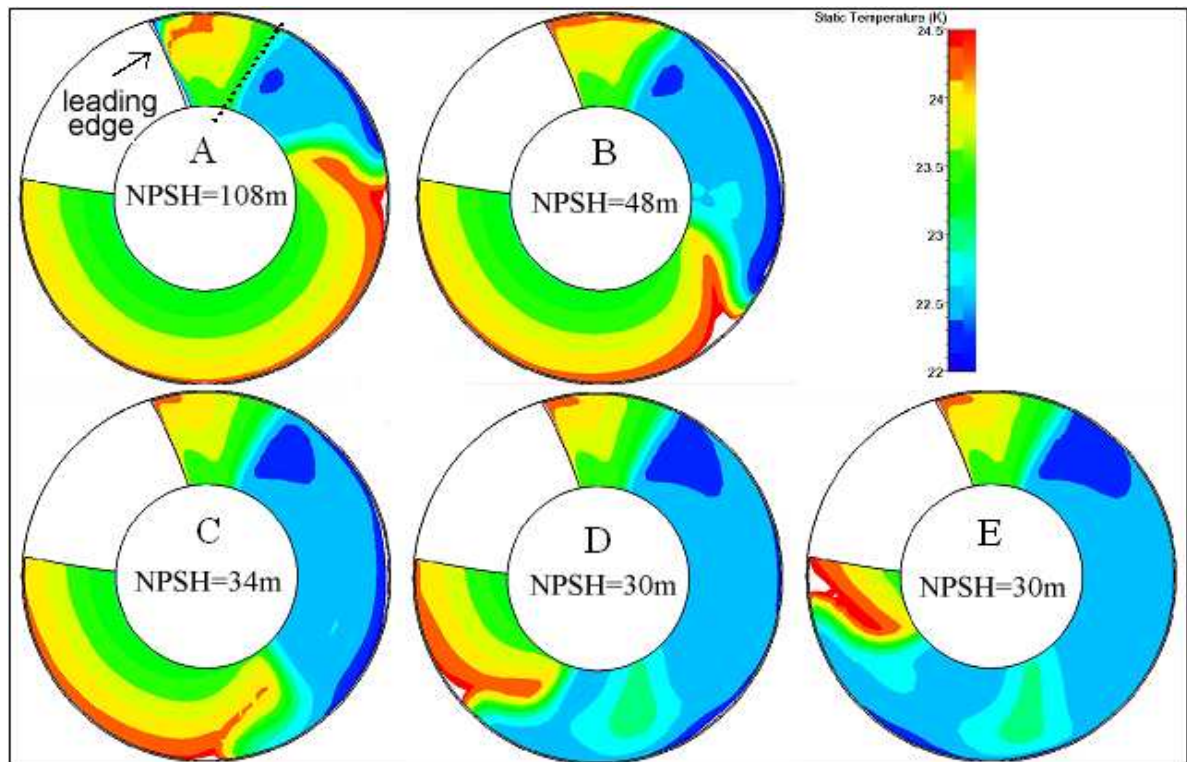 Static Temperature (K)
24.5
24
23.5
23
22.5
22
leading
edge
A
NPSH=108m
B
NPSH=48m
C
NPSH=34m
D
NPSH=30m
E
NPSH=30m